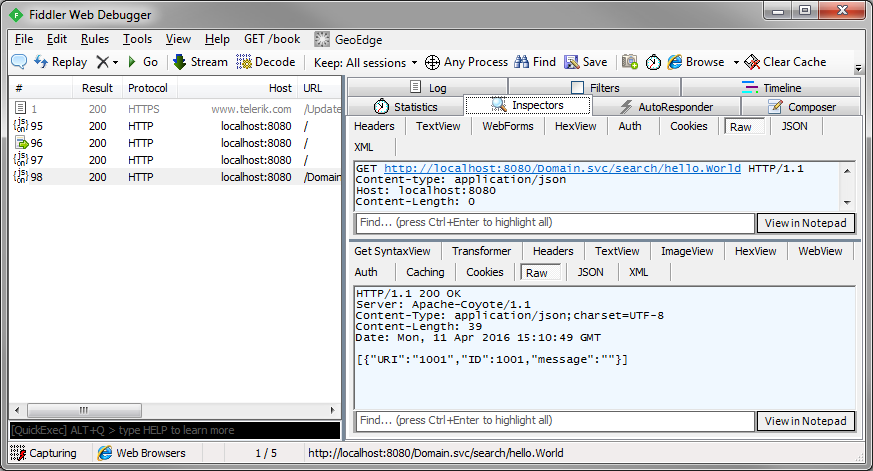 Fiddler Web Debugger
File Edit Rules Tools View Help GET /book GeoEdge
Replay Go Stream Decode Keep: All sessions Any Process Find Save Browse Clear Cache
# Result Protocol Host URL
1 200 HTTPS www.telerik.com /Update
95 200 HTTP localhost:8080 /
96 200 HTTP localhost:8080 /
97 200 HTTP localhost:8080 /
98 200 HTTP localhost:8080 /Domain
[QuickExec] ALT+Q > type HELP to learn more
Log Filters Timeline
Statistics Inspectors AutoResponder Composer
Headers TextView WebForms HexView Auth Cookies Raw JSON
XML
GET http://localhost:8080/Domain.svc/search/hello.World HTTP/1.1
Content-type: application/json
Host: localhost:8080
Content-Length: 0
Find... (press Ctrl+Enter to highlight all) View in Notepad
Get SyntaxView Transformer Headers TextView ImageView HexView WebView
Auth Caching Cookies Raw JSON XML
HTTP/1.1 200 OK
Server: Apache-Coyote/1.1
Content-Type: application/json;charset=UTF-8
Content-Length: 39
Date: Mon, 11 Apr 2016 15:10:49 GMT
[{"URI":"1001","ID":1001,"message":""}]
Find... (press Ctrl+Enter to highlight all) View in Notepad
Capturing Web Browsers 1 / 5 http://localhost:8080/Domain.svc/search/hello.World